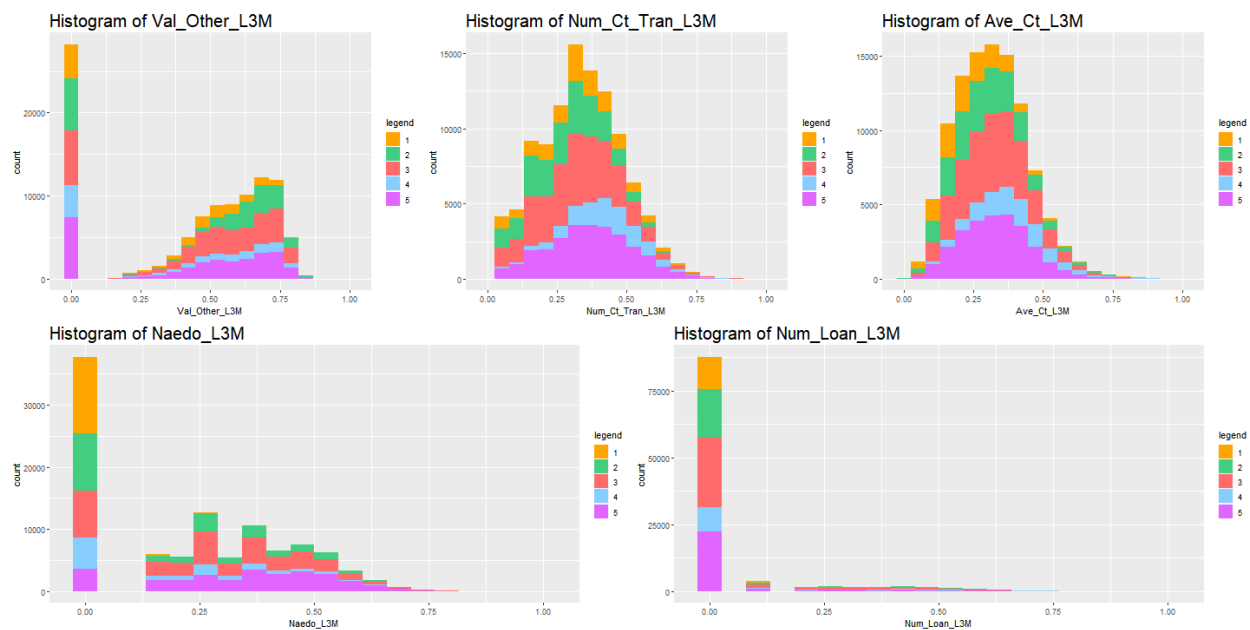 Histogram of Val_Other_L3M
count
20000
10000
0
0.00 0.25 0.50 0.75 1.00
Val_Other_L3M
legend
1
2
3
4
5
Histogram of Num_Ct_Tran_L3M
count
15000
10000
5000
0
0.00 0.25 0.50 0.75 1.00
Num_Ct_Tran_L3M
legend
1
2
3
4
5
Histogram of Ave_Ct_L3M
count
15000
10000
5000
0
0.00 0.25 0.50 0.75 1.00
Ave_Ct_L3M
legend
1
2
3
4
5
Histogram of Naedo_L3M
count
30000
20000
10000
0
0.00 0.25 0.50 0.75 1.00
Naedo_L3M
legend
1
2
3
4
5
Histogram of Num_Loan_L3M
count
75000
50000
25000
0
0.00 0.25 0.50 0.75 1.00
Num_Loan_L3M
legend
1
2
3
4
5